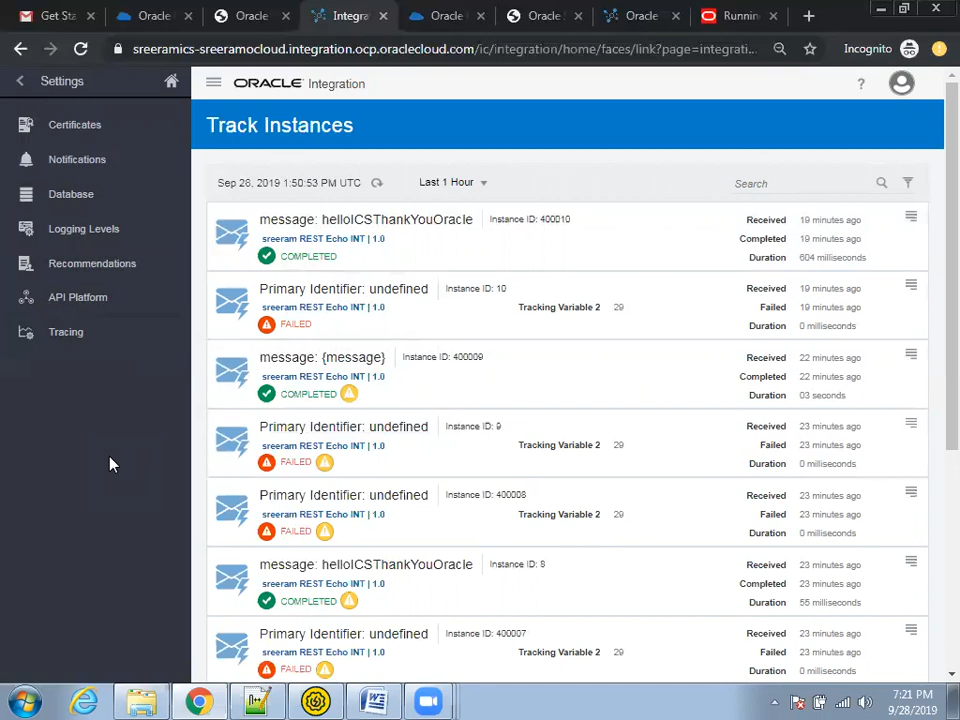 Get Sta
Oracle
Oracle
Integra
Oracle
Oracle
Oracle
Runnin
sreeramics-sreeramocloud.integration.ocp.oraclecloud.com/ic/integration/home/faces/link?page=integrati...
Incognito
Settings
Certificates
Notifications
Database
Logging Levels
Recommendations
API Platform
Tracing
ORACLE Integration
?
Track Instances
Sep 28, 2019 1:50:53 PM UTC
Last 1 Hour
Search
message: helloICSThankYouOracle
Instance ID: 400010
Received 19 minutes ago
sreeram REST Echo INT | 1.0
Completed 19 minutes ago
COMPLETED
Duration 604 milliseconds
Primary Identifier: undefined
Instance ID: 10
Received 19 minutes ago
sreeram REST Echo INT | 1.0
Tracking Variable 2 29
Failed 19 minutes ago
FAILED
Duration 0 milliseconds
message: {message}
Instance ID: 400009
Received 22 minutes ago
sreeram REST Echo INT | 1.0
Completed 22 minutes ago
COMPLETED
Duration 03 seconds
Primary Identifier: undefined
Instance ID: 9
Received 23 minutes ago
sreeram REST Echo INT | 1.0
Tracking Variable 2 29
Failed 23 minutes ago
FAILED
Duration 0 milliseconds
Primary Identifier: undefined
Instance ID: 400008
Received 23 minutes ago
sreeram REST Echo INT | 1.0
Tracking Variable 2 29
Failed 23 minutes ago
FAILED
Duration 0 milliseconds
message: helloICSThankYouOracle
Instance ID: 8
Received 23 minutes ago
sreeram REST Echo INT | 1.0
Completed 23 minutes ago
COMPLETED
Duration 55 milliseconds
Primary Identifier: undefined
Instance ID: 400007
Received 23 minutes ago
sreeram REST Echo INT | 1.0
Tracking Variable 2 29
Failed 23 minutes ago
FAILED
Duration 0 milliseconds
7:21 PM
9/28/2019